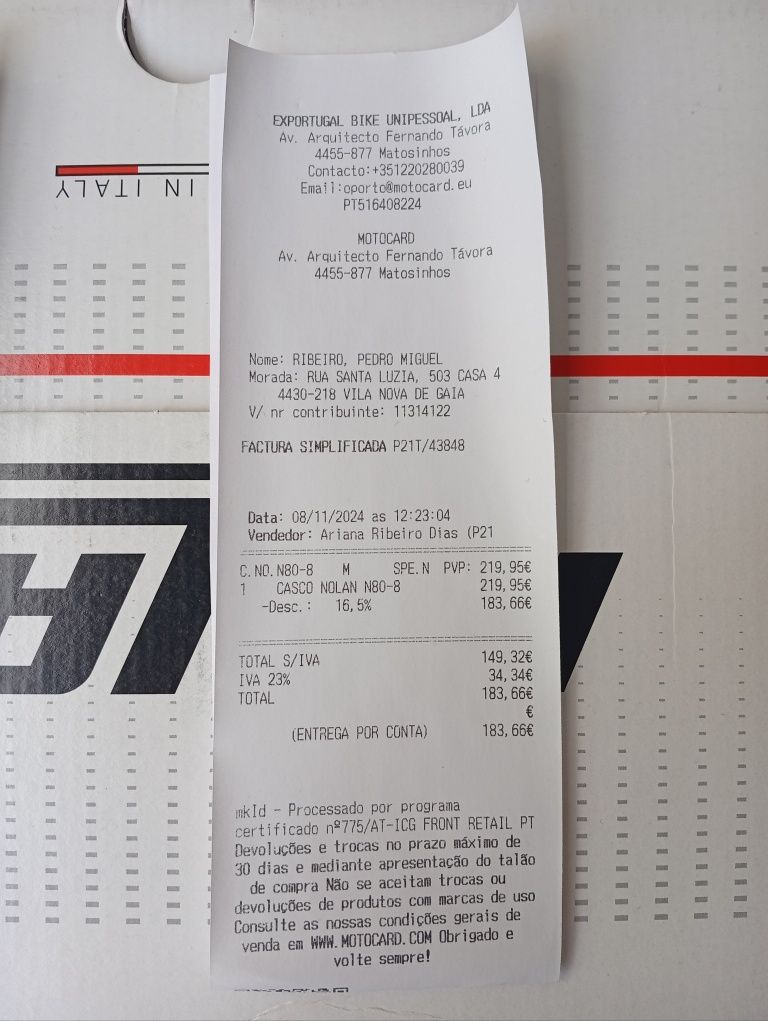 EXPORTUGAL BIKE UNIPESSOAL, LDA
Av. Arquitecto Fernando Távora
4455-877 Matosinhos
Contacto:+351220280039
Email:oporto@motocard.eu
PT516408224
MOTOCARD
Av. Arquitecto Fernando Távora
4455-877 Matosinhos
IN ITALY
Nome: RIBEIRO, PEDRO MIGUEL
Morada: RUA SANTA LUZIA, 503 CASA 4
4430-218 VILA NOVA DE GAIA
V/ nr contribuinte: 11314122
FACTURA SIMPLIFICADA P21T/43848
Data: 08/11/2024 as 12:23:04
Vendedor: Ariana Ribeiro Dias (P21
C.NO.N80-8 M SPE.N PVP: 219,95€
1 CASCO NOLAN N80-8 219,95€
-Desc.: 16,5% 183,66€
TOTAL S/IVA 149,32€
IVA 23% 34,34€
TOTAL 183,66€
€
(ENTREGA POR CONTA) 183,66€
mkId - Processado por programa
certificado nº775/AT-ICG FRONT RETAIL PT
Devoluções e trocas no prazo máximo de
30 dias e mediante apresentação do talão
de compra Não se aceitam trocas ou
devoluções de produtos com marcas de uso
Consulte as nossas condições gerais de
venda em WWW.MOTOCARD.COM Obrigado e
volte sempre!